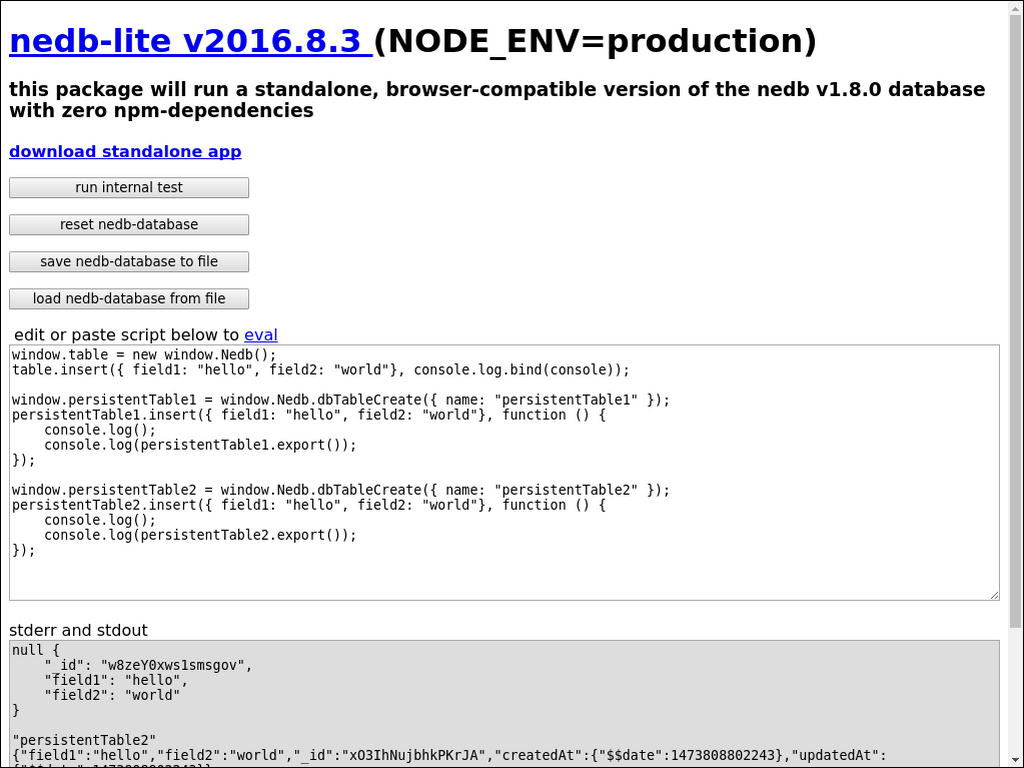 nedb-lite v2016.8.3 (NODE_ENV=production)
this package will run a standalone, browser-compatible version of the nedb v1.8.0 database
with zero npm-dependencies
download standalone app
run internal test
reset nedb-database
save nedb-database to file
load nedb-database from file
edit or paste script below to eval
window.table = new window.Nedb();
table.insert({ field1: "hello", field2: "world"}, console.log.bind(console));
window.persistentTable1 = window.Nedb.dbTableCreate({ name: "persistentTable1" });
persistentTable1.insert({ field1: "hello", field2: "world"}, function () {
    console.log();
    console.log(persistentTable1.export());
});
window.persistentTable2 = window.Nedb.dbTableCreate({ name: "persistentTable2" });
persistentTable2.insert({ field1: "hello", field2: "world"}, function () {
    console.log();
    console.log(persistentTable2.export());
});
stderr and stdout
null {
    "_id": "w8zeY0xws1smsgov",
    "field1": "hello",
    "field2": "world"
}
"persistentTable2"
{"field1":"hello","field2":"world","_id":"xO3IhNujbhkPKrJA","createdAt":{"$$date":1473808802243},"updatedAt":